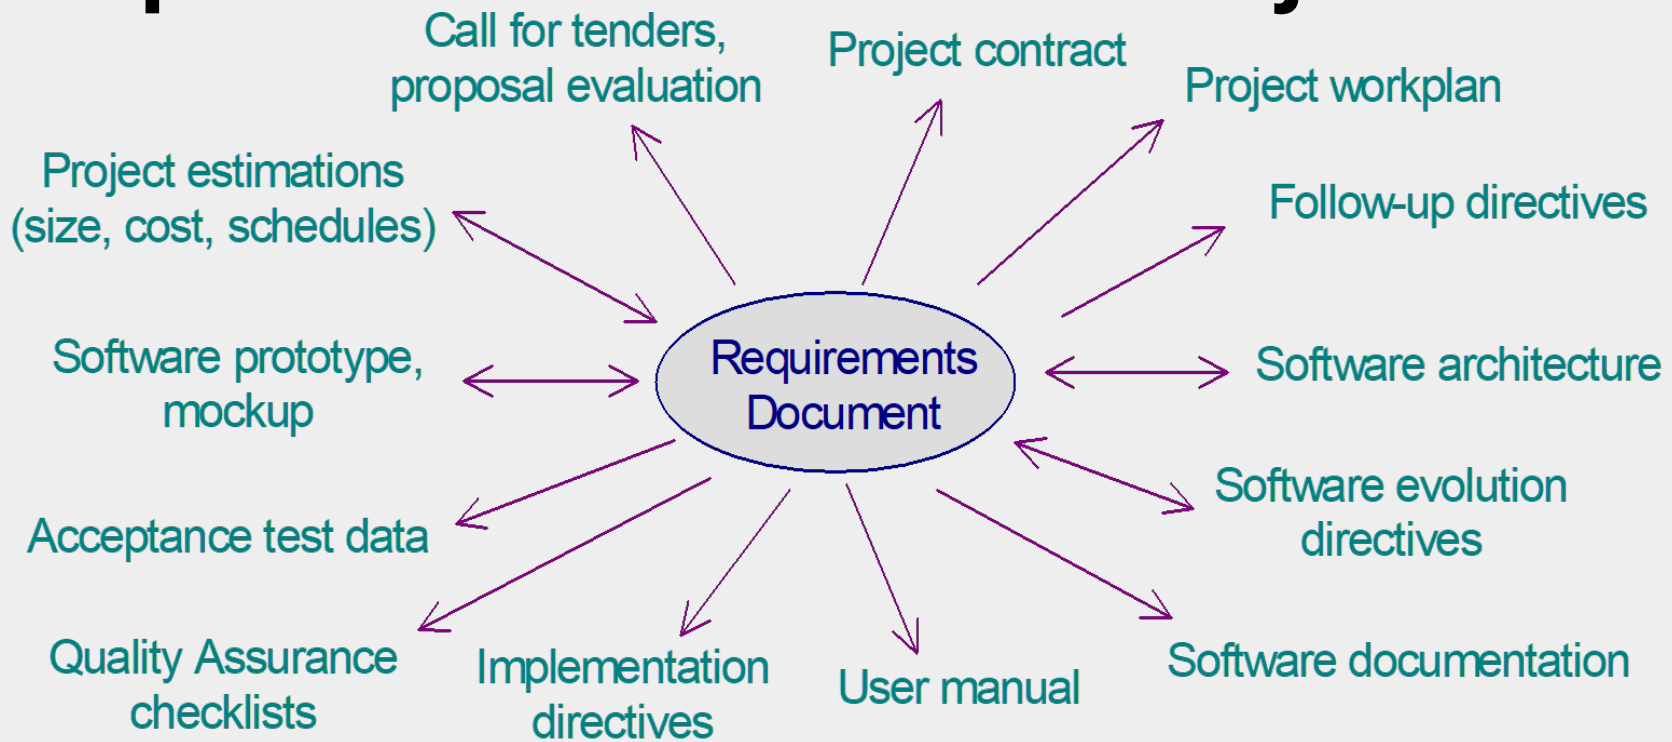 Call for tenders,
proposal evaluation
Project contract
Project workplan
Project estimations
(size, cost, schedules)
Follow-up directives
Software prototype,
mockup
Requirements
Document
Software architecture
Acceptance test data
Software evolution
directives
Quality Assurance
checklists
Implementation
directives
User manual
Software documentation